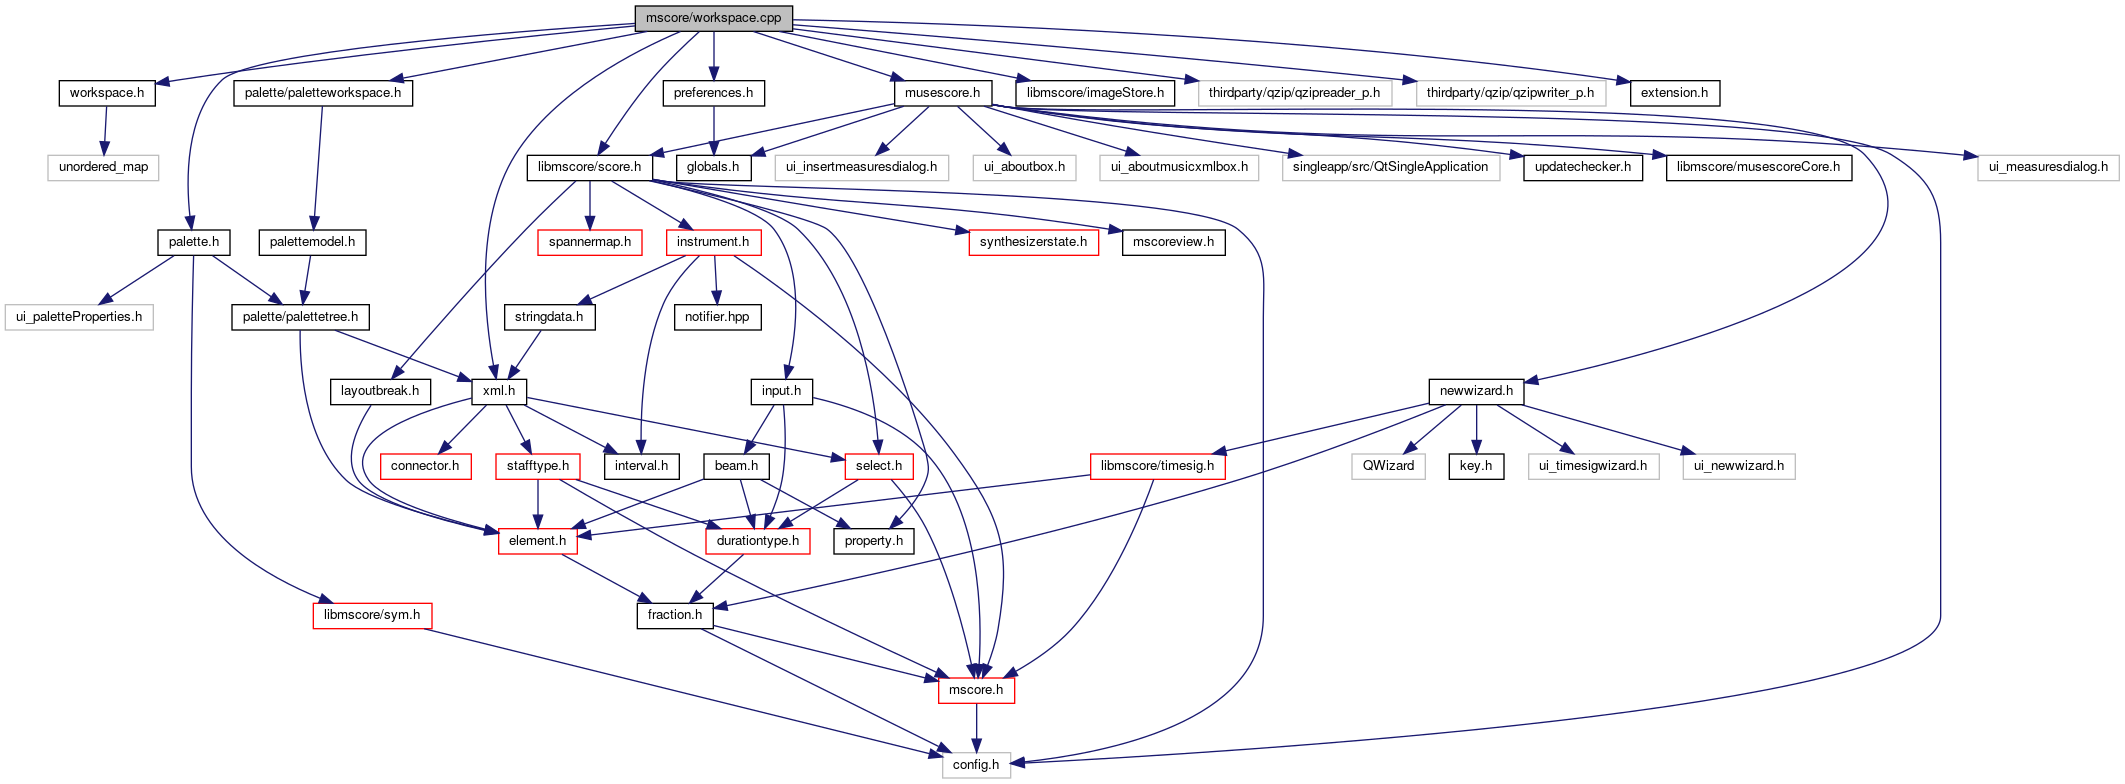 mscore/workspace.cpp
workspace.h
palette/paletteworkspace.h
preferences.h
musescore.h
libmscore/imageStore.h
thirdparty/qzip/qzipreader_p.h
thirdparty/qzip/qzipwriter_p.h
extension.h
unordered_map
libmscore/score.h
globals.h
ui_insertmeasuresdialog.h
ui_aboutbox.h
ui_aboutmusicxmlbox.h
singleapp/src/QtSingleApplication
updatechecker.h
libmscore/musescoreCore.h
ui_measuresdialog.h
palette.h
palettemodel.h
spannermap.h
instrument.h
synthesizerstate.h
mscoreview.h
ui_paletteProperties.h
palette/palettetree.h
stringdata.h
notifier.hpp
layoutbreak.h
xml.h
input.h
newwizard.h
connector.h
stafftype.h
interval.h
beam.h
select.h
libmscore/timesig.h
QWizard
key.h
ui_timesigwizard.h
ui_newwizard.h
element.h
durationtype.h
property.h
libmscore/sym.h
fraction.h
mscore.h
config.h